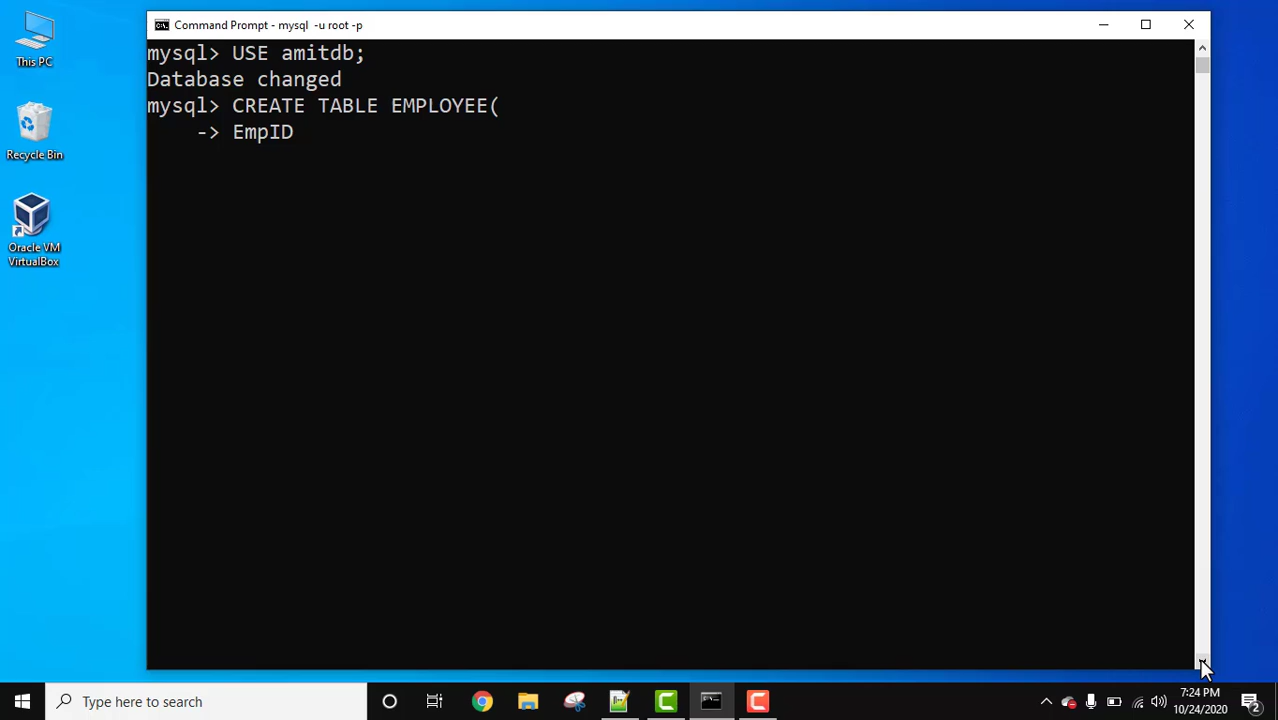 Command Prompt - mysql  -u root -p
mysql> USE amitdb;
Database changed
mysql> CREATE TABLE EMPLOYEE(
    -> EmpID
This PC
Recycle Bin
Oracle VM
VirtualBox
Type here to search
7:24 PM
10/24/2020
2